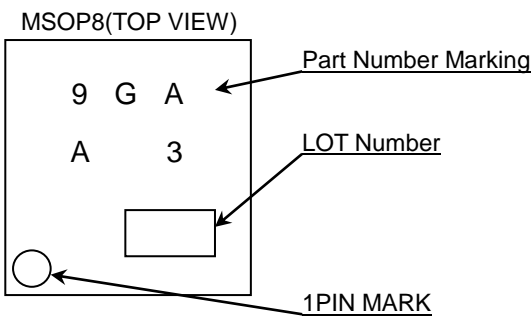 MSOP8(TOP VIEW)
Part Number Marking
9 G A
A 3
LOT Number
1PIN MARK